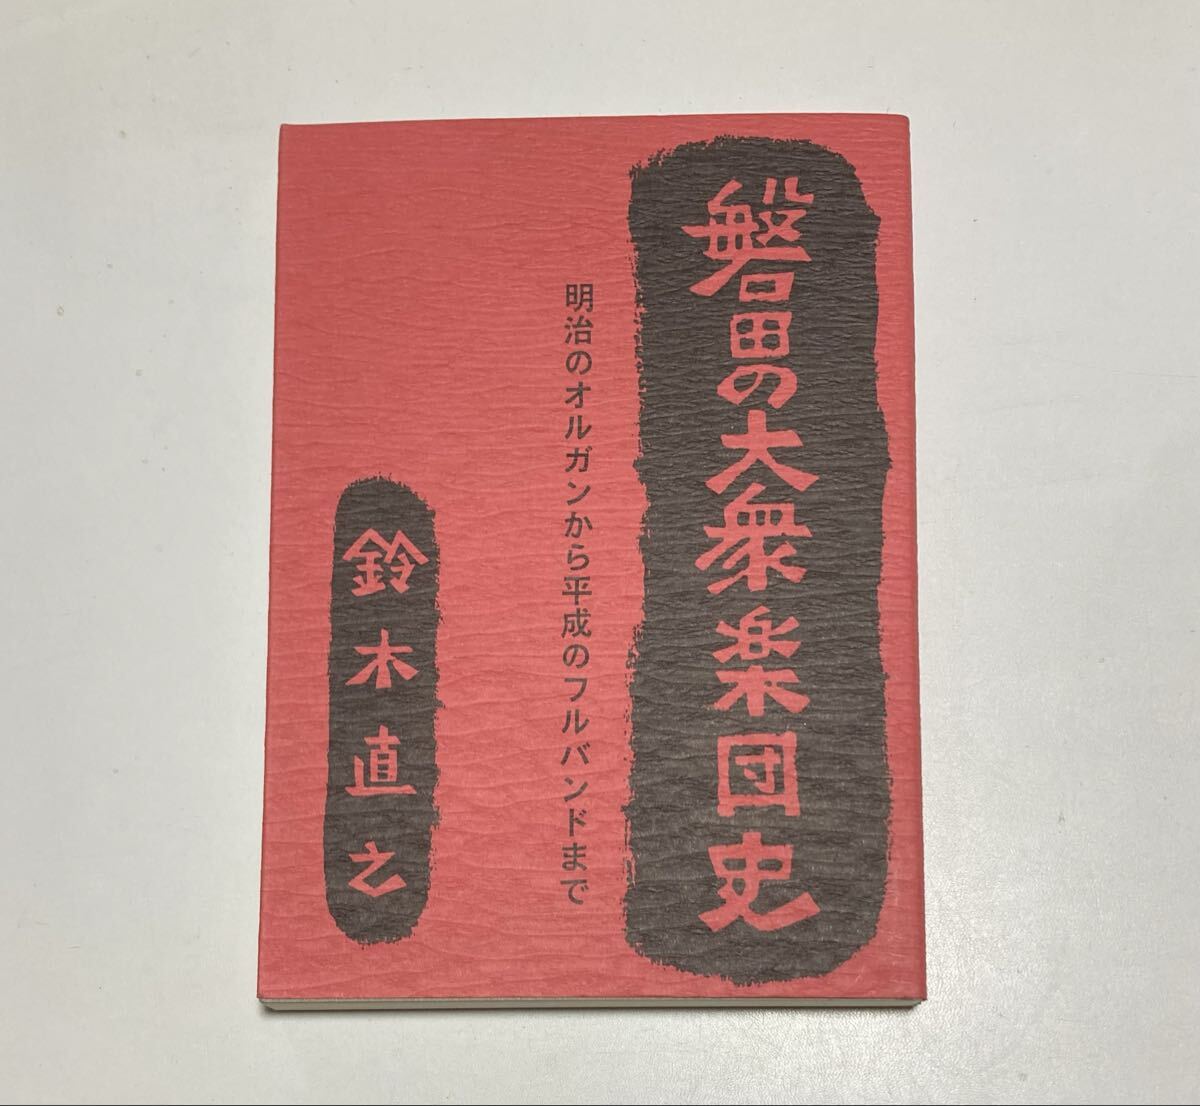 磐田の大衆楽団史
明治のオルガンから平成のフルバンドまで
鈴木直之